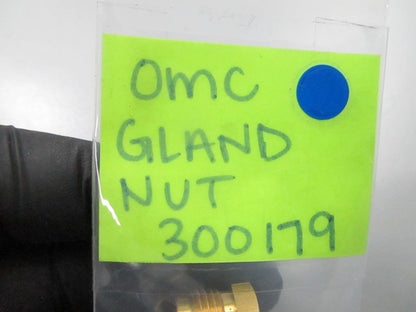 OMC
GLAND
NUT
300179